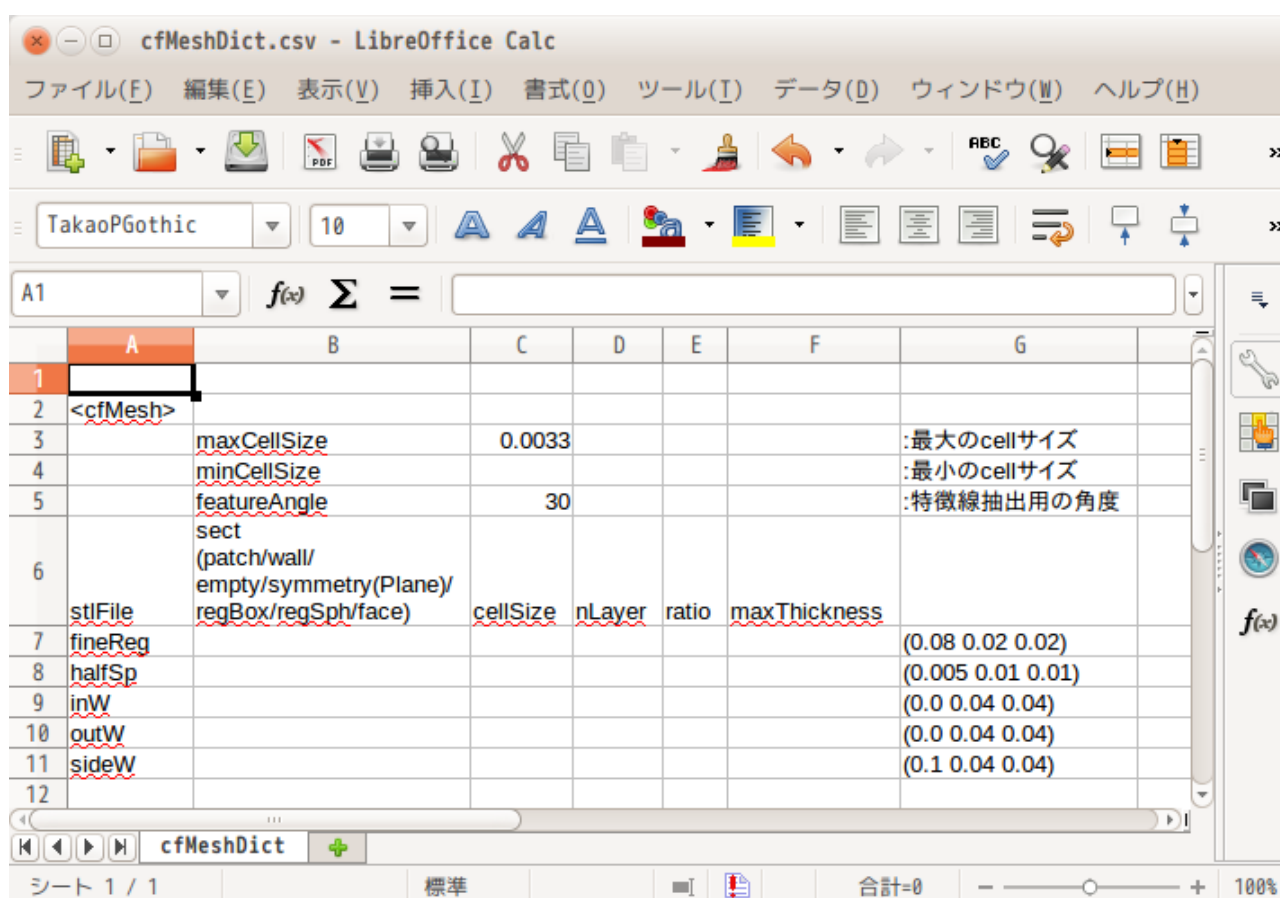 cfMeshDict.csv - LibreOffice Calc
ファイル(F) 編集(E) 表示(V) 挿入(I) 書式(O) ツール(T) データ(D) ウィンドウ(W) ヘルプ(H)
PDF ABC »
TakaoPGothic 10 A A A a »
A1 f(x) Σ =
A B C D E F G
1
2 <cfMesh>
3 maxCellSize 0.0033 :最大のcellサイズ
4 minCellSize :最小のcellサイズ
5 featureAngle 30 :特徴線抽出用の角度
sect
(patch/wall/
6 empty/symmetry(Plane)/
stlFile regBox/regSph/face) cellSize nLayer ratio maxThickness
7 fineReg (0.08 0.02 0.02)
8 halfSp (0.005 0.01 0.01)
9 inW (0.0 0.04 0.04)
10 outW (0.0 0.04 0.04)
11 sideW (0.1 0.04 0.04)
12
f(x)
cfMeshDict
シート 1 / 1 標準 合計=0 100%